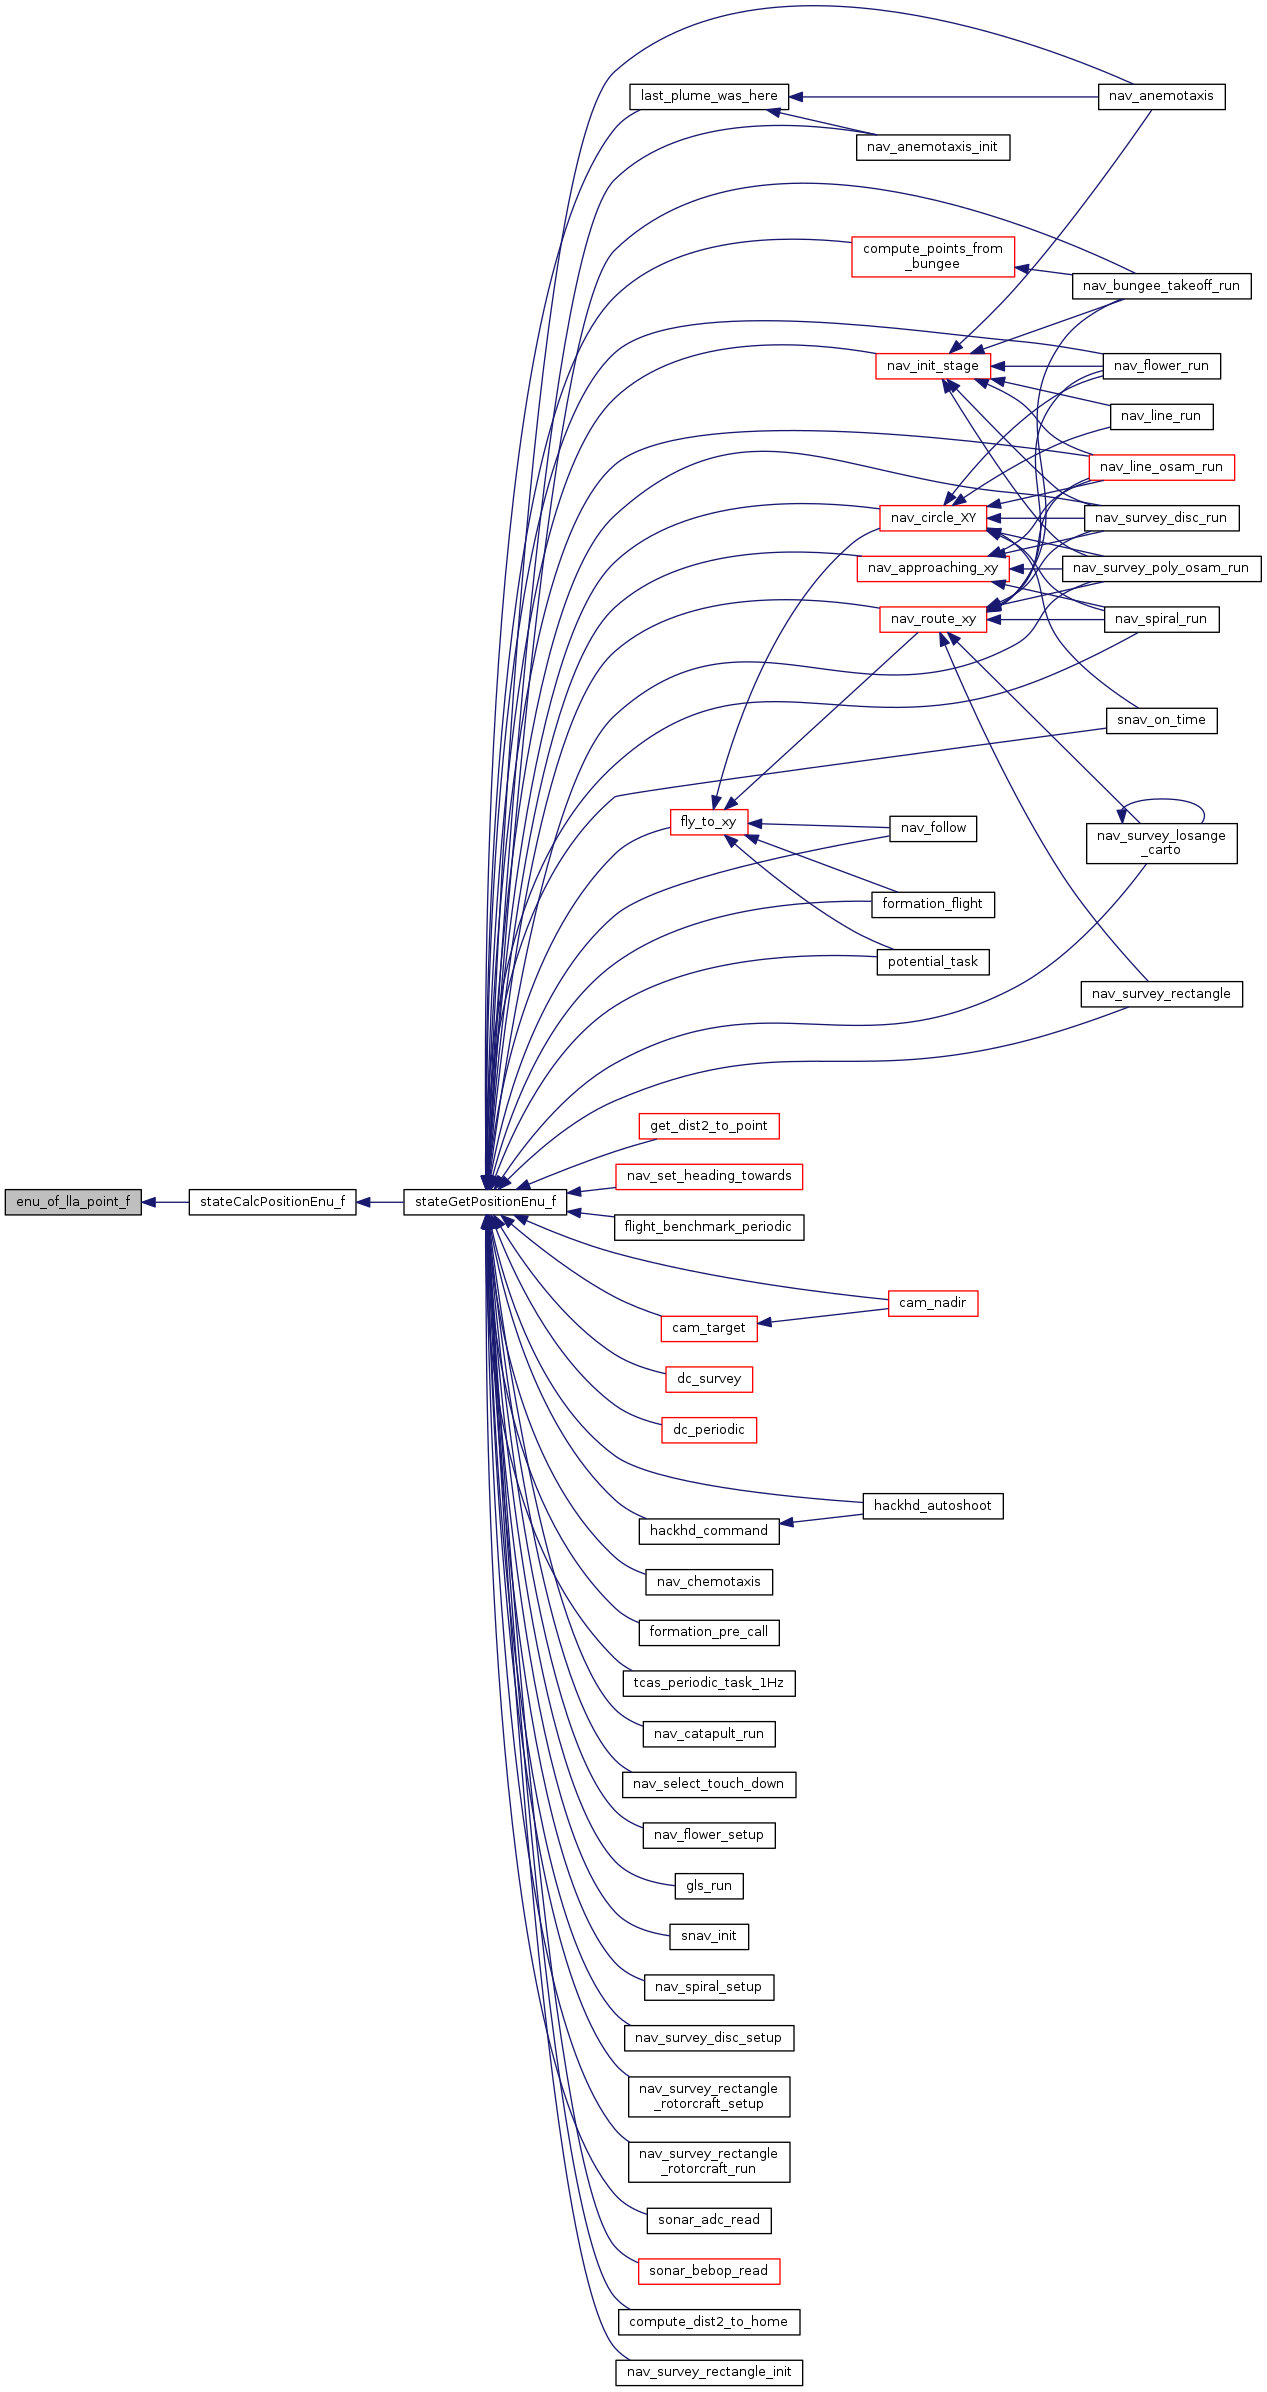 last_plume_was_here
nav_anemotaxis
nav_anemotaxis_init
compute_points_from
_bungee
nav_bungee_takeoff_run
nav_init_stage
nav_flower_run
nav_line_run
nav_line_osam_run
nav_circle_XY
nav_survey_disc_run
nav_approaching_xy
nav_survey_poly_osam_run
nav_route_xy
nav_spiral_run
snav_on_time
fly_to_xy
nav_follow
nav_survey_losange
_carto
formation_flight
potential_task
nav_survey_rectangle
get_dist2_to_point
nav_set_heading_towards
enu_of_lla_point_f
stateCalcPositionEnu_f
stateGetPositionEnu_f
flight_benchmark_periodic
cam_nadir
cam_target
dc_survey
dc_periodic
hackhd_autoshoot
hackhd_command
nav_chemotaxis
formation_pre_call
tcas_periodic_task_1Hz
nav_catapult_run
nav_select_touch_down
nav_flower_setup
gls_run
snav_init
nav_spiral_setup
nav_survey_disc_setup
nav_survey_rectangle
_rotorcraft_setup
nav_survey_rectangle
_rotorcraft_run
sonar_adc_read
sonar_bebop_read
compute_dist2_to_home
nav_survey_rectangle_init